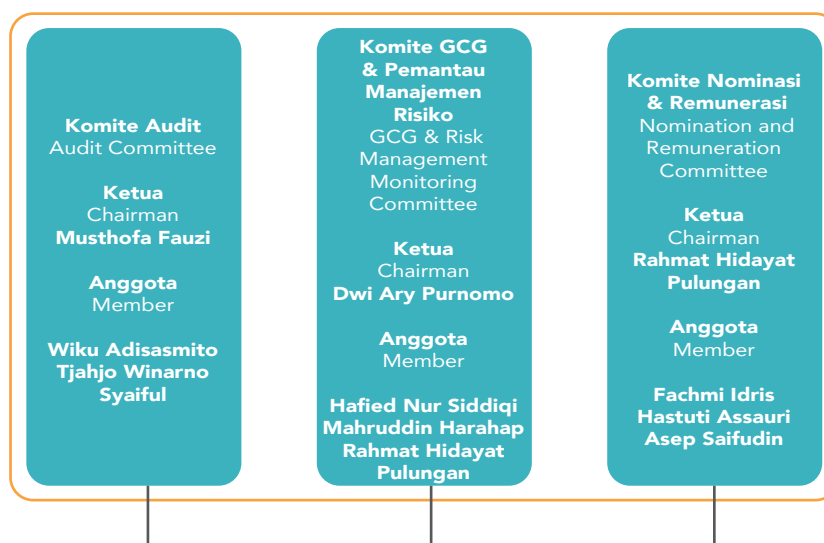 Komite Audit
Audit Committee
Ketua
Chairman
Musthofa Fauzi
Anggota
Member
Wiku Adisasmito
Tjahjo Winarno
Syaiful
Komite GCG
& Pemantau
Manajemen
Risiko
GCG & Risk
Management
Monitoring
Committee
Ketua
Chairman
Dwi Ary Purnomo
Anggota
Member
Hafied Nur Siddiqi
Mahruddin Harahap
Rahmat Hidayat
Pulungan
Komite Nominasi
& Remunerasi
Nomination and
Remuneration
Committee
Ketua
Chairman
Rahmat Hidayat
Pulungan
Anggota
Member
Fachmi Idris
Hastuti Assauri
Asep Saifudin